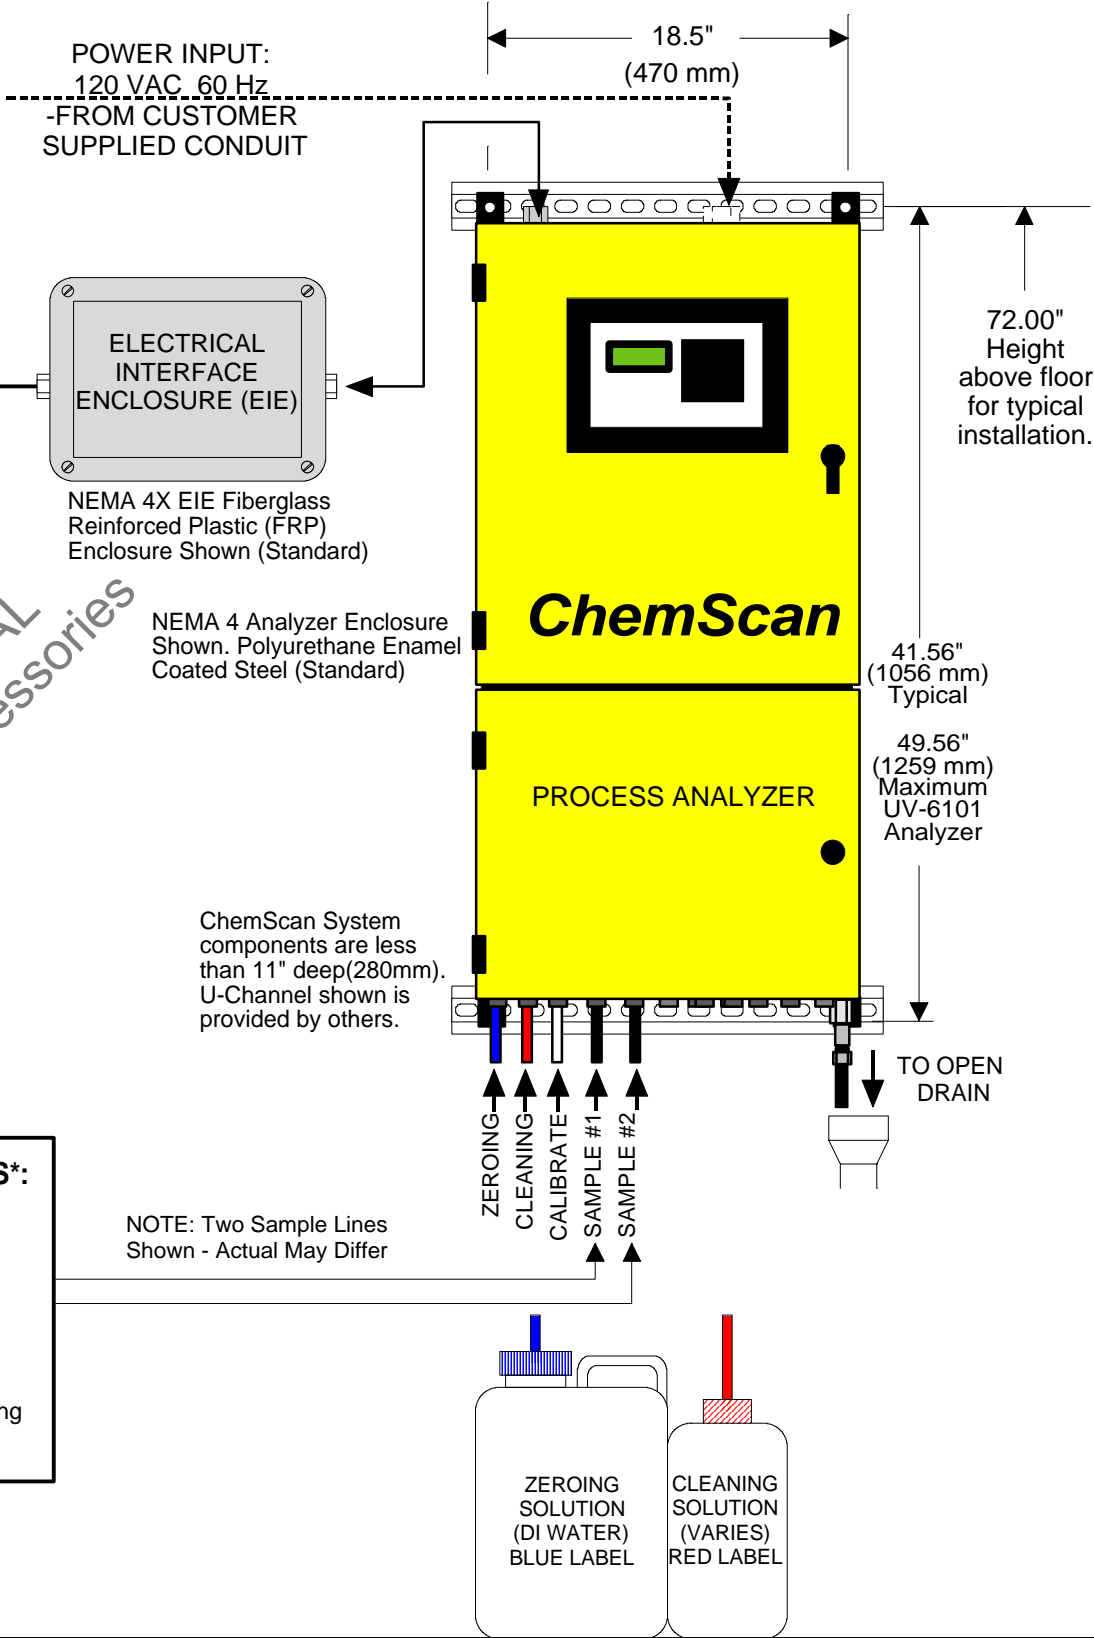 POWER INPUT:
120 VAC 60 Hz
-FROM CUSTOMER
SUPPLIED CONDUIT
18.5"
(470 mm)
ELECTRICAL
INTERFACE
ENCLOSURE (EIE)
72.00"
Height
above floor
for typical
installation.
NEMA 4X EIE Fiberglass
Reinforced Plastic (FRP)
Enclosure Shown (Standard)
NEMA 4 Analyzer Enclosure
Shown. Polyurethane Enamel
Coated Steel (Standard)
ChemScan
41.56"
(1056 mm)
Typical
49.56"
(1259 mm)
Maximum
UV-6101
Analyzer
PROCESS ANALYZER
ChemScan System
components are less
than 11" deep(280mm).
U-Channel shown is
provided by others.
TO OPEN
DRAIN
ZEROING
CLEANING
CALIBRATE
SAMPLE #1
SAMPLE #2
NOTE: Two Sample Lines
Shown - Actual May Differ
ZEROING
SOLUTION
(DI WATER)
BLUE LABEL
CLEANING
SOLUTION
(VARIES)
RED LABEL